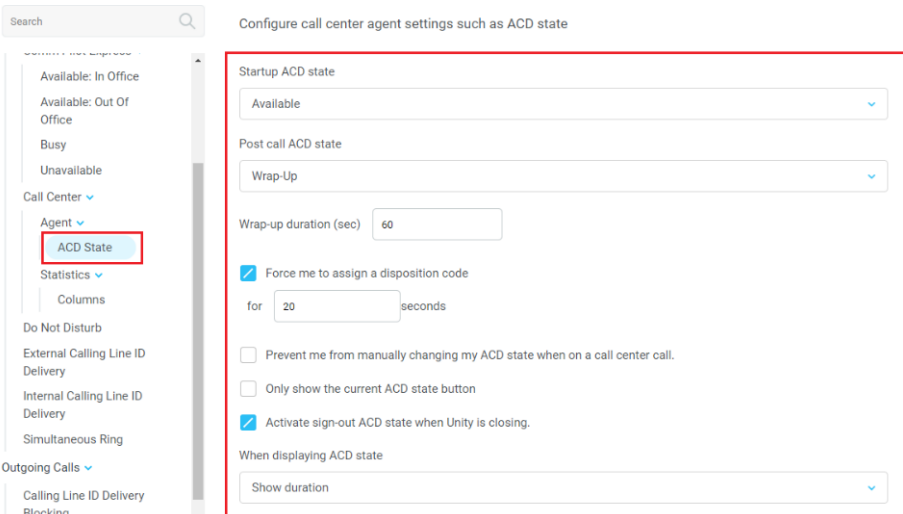 Search
Configure call center agent settings such as ACD state
Available: In Office
Available: Out Of
Office
Busy
Unavailable
Call Center
Agent
ACD State
Statistics
Columns
Do Not Disturb
External Calling Line ID
Delivery
Internal Calling Line ID
Delivery
Simultaneous Ring
Outgoing Calls
Calling Line ID Delivery
Blocking
Startup ACD state
Available
Post call ACD state
Wrap-Up
Wrap-up duration (sec) 60
Force me to assign a disposition code
for 20 seconds
Prevent me from manually changing my ACD state when on a call center call.
Only show the current ACD state button
Activate sign-out ACD state when Unity is closing.
When displaying ACD state
Show duration